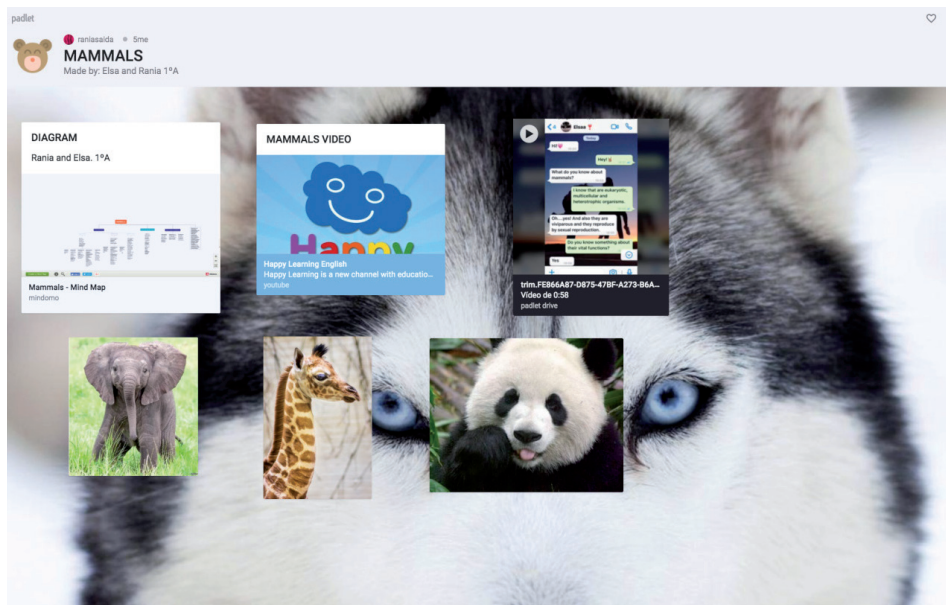 padlet
raniasaida • 5me
MAMMALS
Made by: Elsa and Rania 1ºA
DIAGRAM
Rania and Elsa. 1ºA
Mammals - Mind Map
mindomo
MAMMALS VIDEO
Happy
Happy Learning English
Happy Learning is a new channel with educatio...
youtube
Elsaa
Hi!
Hey!
What do you know about
mammals?
I know that are eukaryotic,
multicellular and
heterotrophic organisms.
Oh... yes! And also they are
viviparous and they reproduce
by sexual reproduction.
Do you know something about
their vital functions?
Yes
trim.FE866A87-D875-47BF-A273-B6A...
Vídeo de 0:58
padlet drive